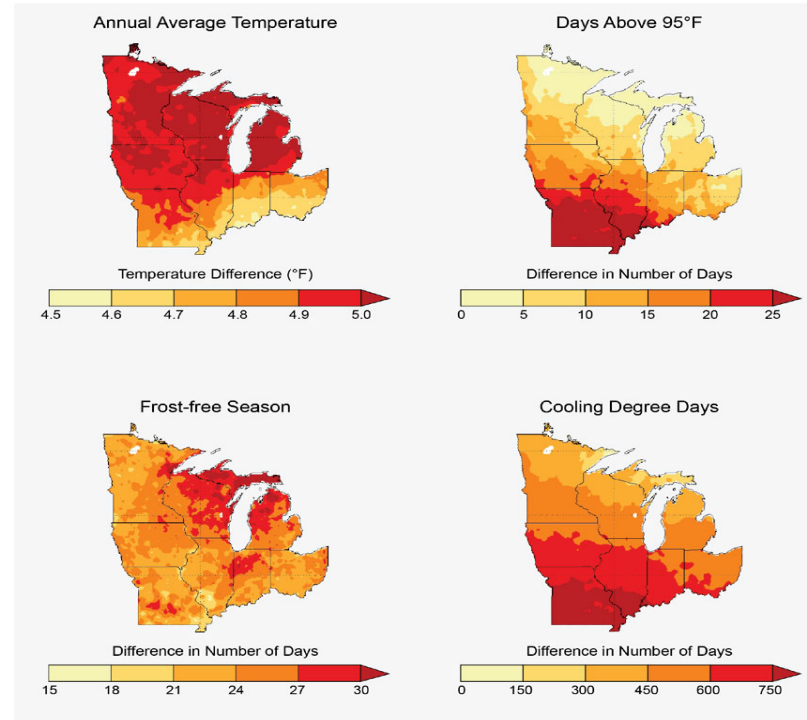 Annual Average Temperature
Days Above 95°F
Temperature Difference (°F)
4.5 4.6 4.7 4.8 4.9 5.0
Difference in Number of Days
0 5 10 15 20 25
Frost-free Season
Cooling Degree Days
Difference in Number of Days
15 18 21 24 27 30
Difference in Number of Days
0 150 300 450 600 750